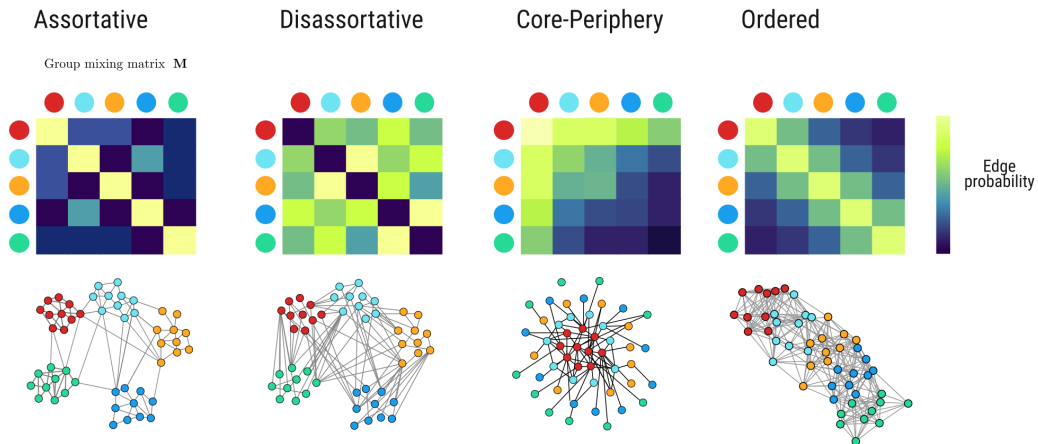 Assortative
Disassortative
Core-Periphery
Ordered
Group mixing matrix M
Edge
probability